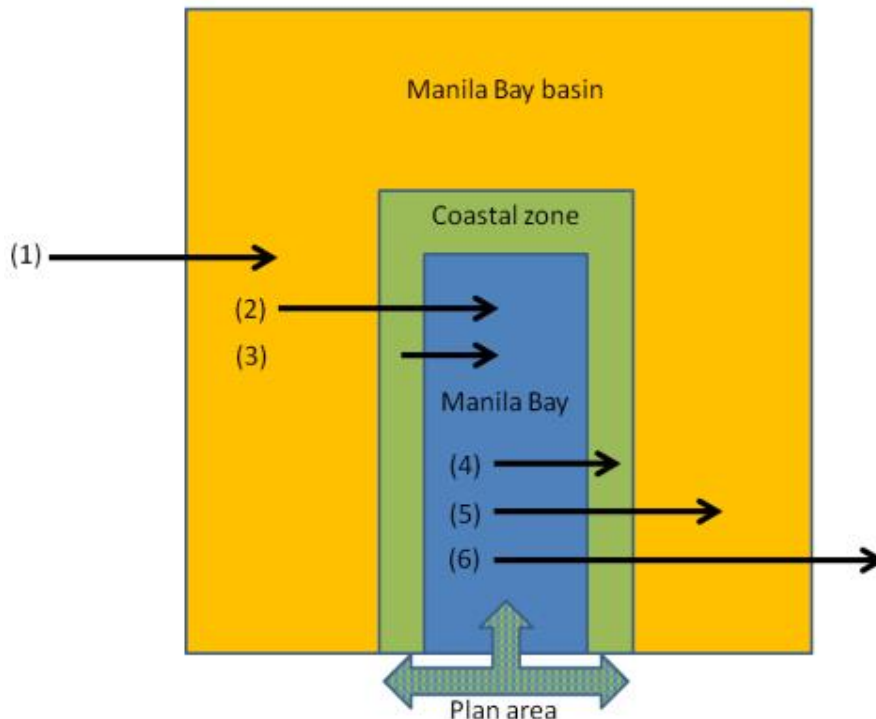 Manila Bay basin
Coastal zone
(1)
(2)
(3)
Manila Bay
(4)
(5)
(6)
Plan area